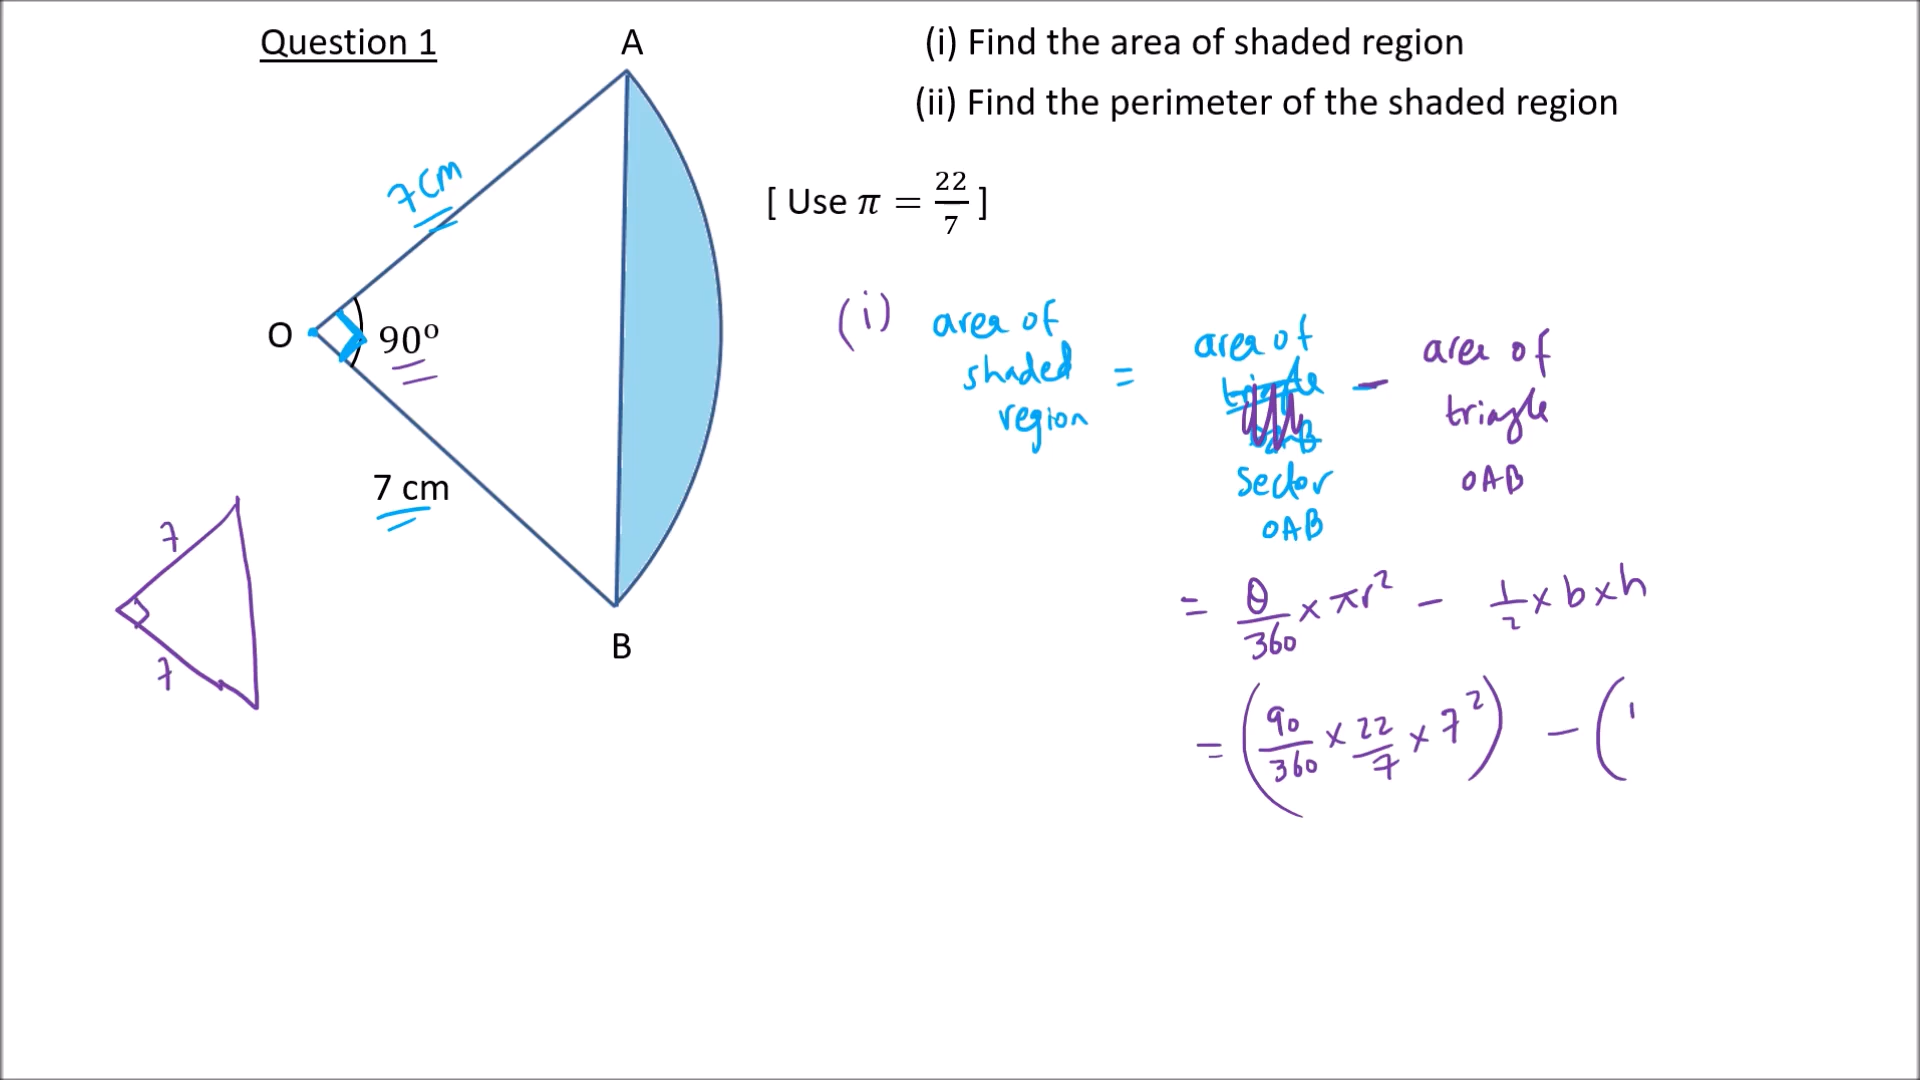 Question 1
A
(i) Find the area of shaded region
(ii) Find the perimeter of the shaded region
7cm
[ Use π = 22/7 ]
O
90°
7 cm
B
7
7
(i) area of shaded region = area of sector OAB - area of triangle OAB
= θ/360 × πr² - 1/2 × b × h
= (90/360 × 22/7 × 7²) - (1